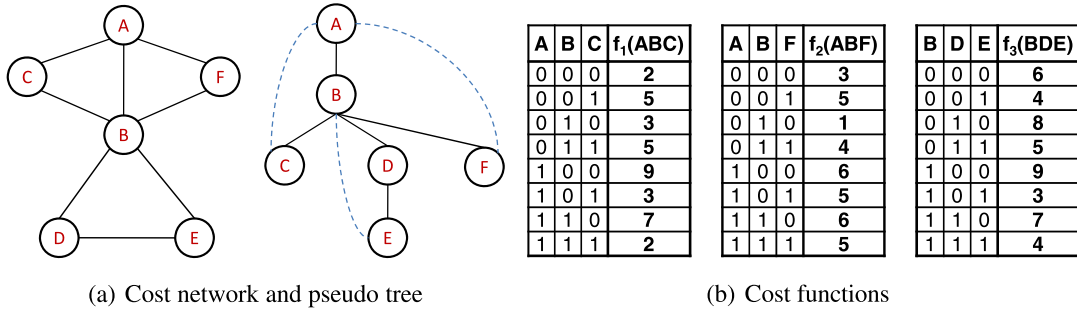 A
C
F
B
D
E
A
B
C
D
F
E
A B C f1(ABC)
0 0 0 2
0 0 1 5
0 1 0 3
0 1 1 5
1 0 0 9
1 0 1 3
1 1 0 7
1 1 1 2
A B F f2(ABF)
0 0 0 3
0 0 1 5
0 1 0 1
0 1 1 4
1 0 0 6
1 0 1 5
1 1 0 6
1 1 1 5
B D E f3(BDE)
0 0 0 6
0 0 1 4
0 1 0 8
0 1 1 5
1 0 0 9
1 0 1 3
1 1 0 7
1 1 1 4
(a) Cost network and pseudo tree
(b) Cost functions